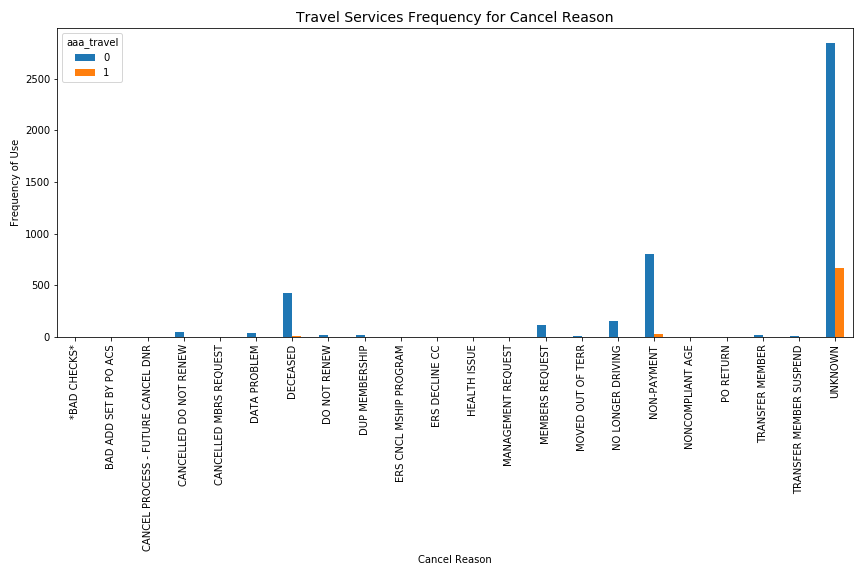 Travel Services Frequency for Cancel Reason
aaa_travel
0
1
Frequency of Use
2500
2000
1500
1000
500
0
*BAD CHECKS*
BAD ADD SET BY PO ACS
CANCEL PROCESS - FUTURE CANCEL DNR
CANCELLED DO NOT RENEW
CANCELLED MBRS REQUEST
DATA PROBLEM
DECEASED
DO NOT RENEW
DUP MEMBERSHIP
ERS CNCL MSHIP PROGRAM
ERS DECLINE CC
HEALTH ISSUE
MANAGEMENT REQUEST
MEMBERS REQUEST
MOVED OUT OF TERR
NO LONGER DRIVING
NON-PAYMENT
NONCOMPLIANT AGE
PO RETURN
TRANSFER MEMBER
TRANSFER MEMBER SUSPEND
UNKNOWN
Cancel Reason